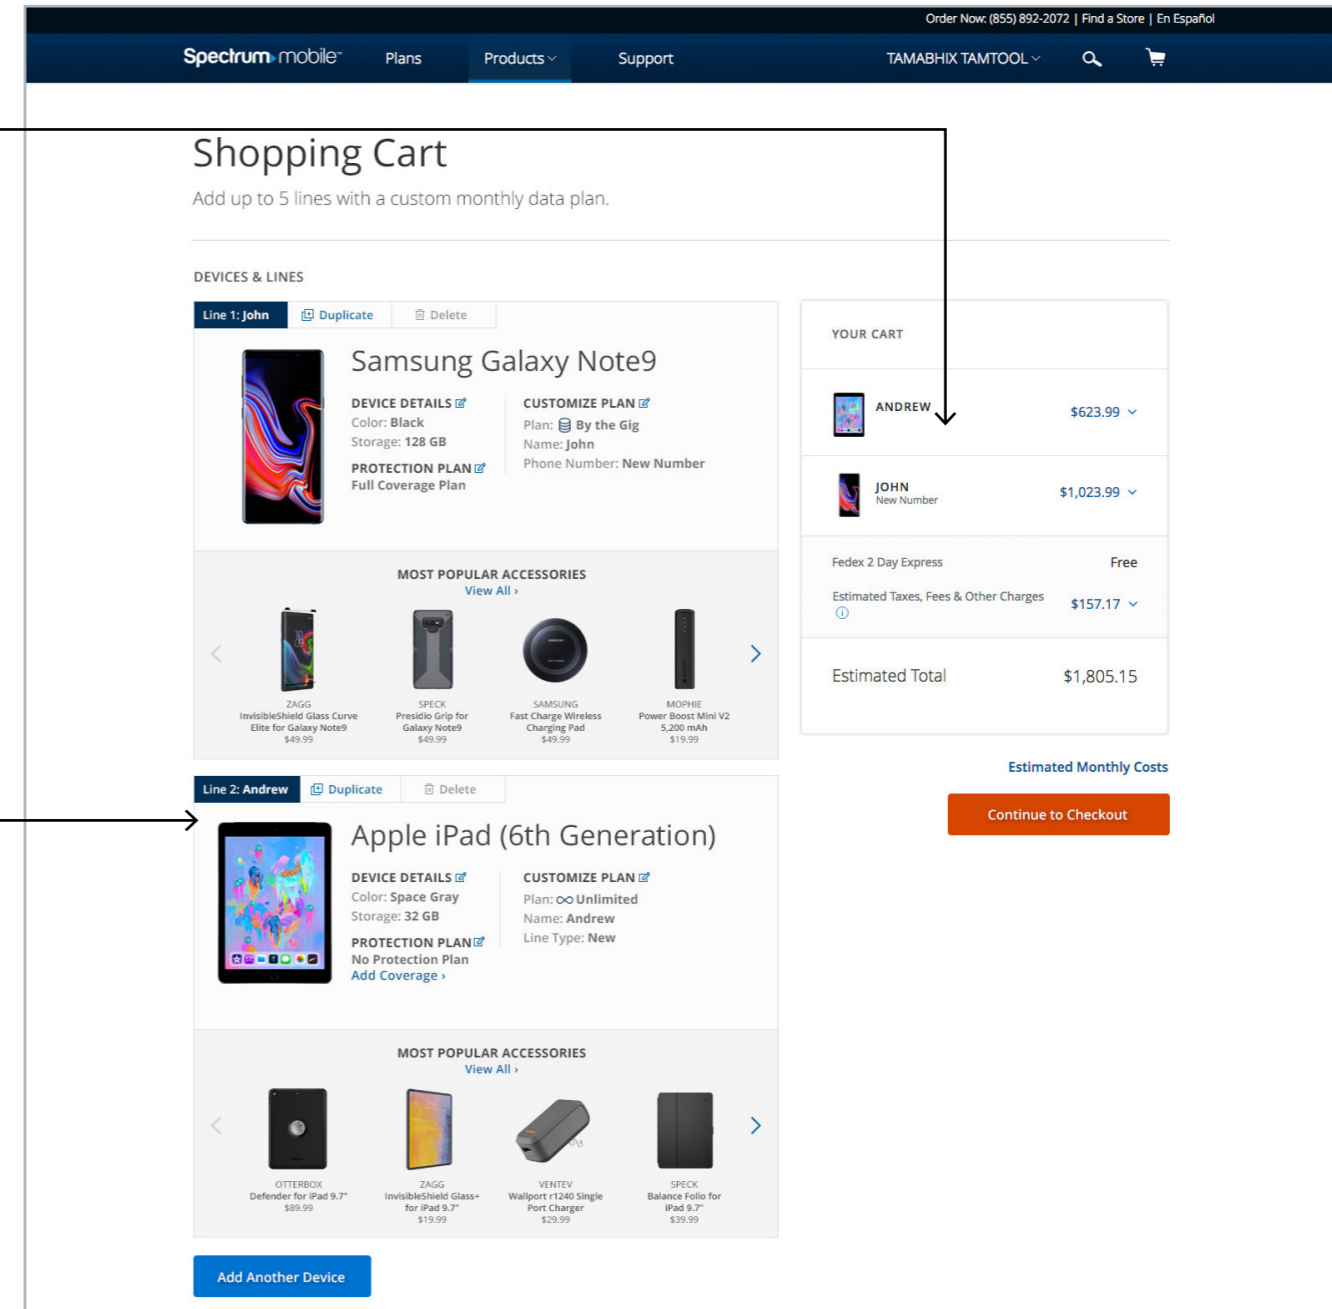 Order Now: (855) 892-2072 | Find a Store | En Español
Spectrum mobile Plans Products Support TAMABHIX TAMTOOL
Shopping Cart
Add up to 5 lines with a custom monthly data plan.
DEVICES & LINES
Line 1: John Duplicate Delete
Samsung Galaxy Note9
DEVICE DETAILS
Color: Black
Storage: 128 GB
PROTECTION PLAN
Full Coverage Plan
CUSTOMIZE PLAN
Plan: By the Gig
Name: John
Phone Number: New Number
MOST POPULAR ACCESSORIES
View All ›
ZAGG
InvisibleShield Glass Curve
Elite for Galaxy Note9
$49.99
SPECK
Presidio Grip for
Galaxy Note9
$49.99
SAMSUNG
Fast Charge Wireless
Charging Pad
$49.99
MOPHIE
Power Boost Mini V2
5,200 mAh
$19.99
Line 2: Andrew Duplicate Delete
Apple iPad (6th Generation)
DEVICE DETAILS
Color: Space Gray
Storage: 32 GB
PROTECTION PLAN
No Protection Plan
Add Coverage ›
CUSTOMIZE PLAN
Plan: Unlimited
Name: Andrew
Line Type: New
MOST POPULAR ACCESSORIES
View All ›
OTTERBOX
Defender for iPad 9.7"
$89.99
ZAGG
InvisibleShield Glass+
for iPad 9.7"
$19.99
VENTEV
Wallport r1240 Single
Port Charger
$29.99
SPECK
Balance Folio for
iPad 9.7"
$39.99
Add Another Device
YOUR CART
ANDREW $623.99
JOHN $1,023.99
New Number
Fedex 2 Day Express Free
Estimated Taxes, Fees & Other Charges $157.17
Estimated Total $1,805.15
Estimated Monthly Costs
Continue to Checkout